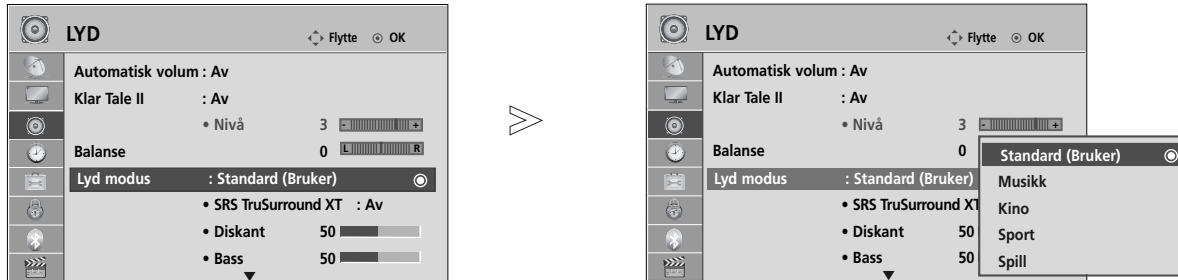 LYD
Flytte OK
Automatisk volum : Av
Klar Tale II : Av
• Nivå 3 - +
Balanse 0 L R
Lyd modus : Standard (Bruker)
• SRS TruSurround XT : Av
• Diskant 50
• Bass 50
>
LYD
Flytte OK
Automatisk volum : Av
Klar Tale II : Av
• Nivå 3 - +
Balanse 0
Lyd modus : Standard (Bruker)
• SRS TruSurround XT
• Diskant 50
• Bass 50
Standard (Bruker)
Musikk
Kino
Sport
Spill